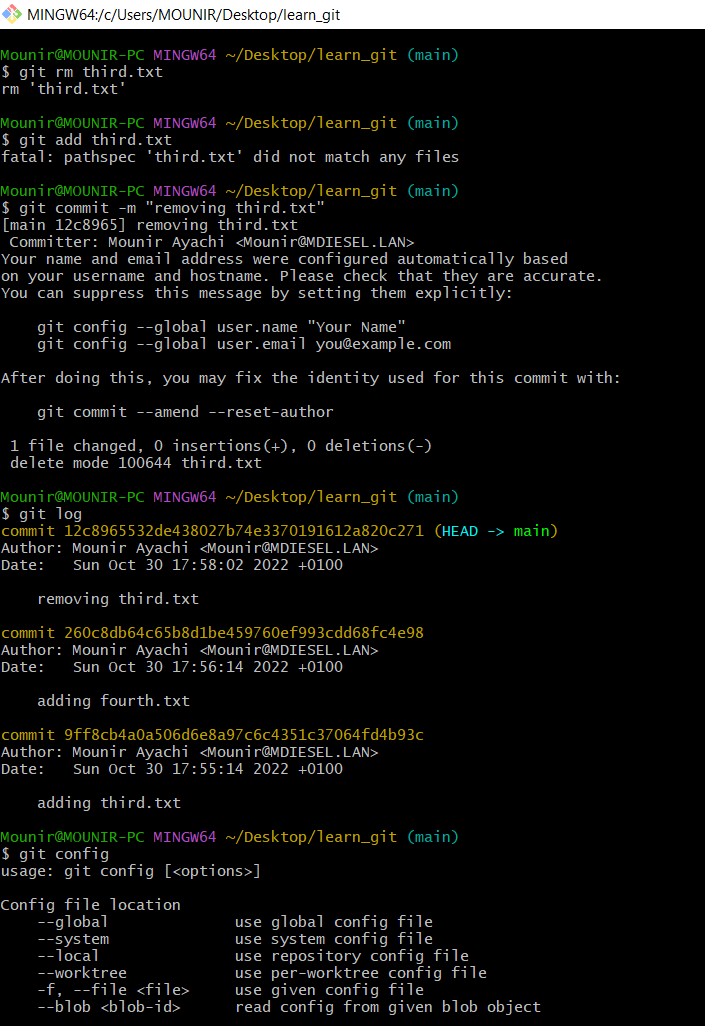 MINGW64:/c/Users/MOUNIR/Desktop/learn_git
Mounir@MOUNIR-PC MINGW64 ~/Desktop/learn_git (main)
$ git rm third.txt
rm 'third.txt'
Mounir@MOUNIR-PC MINGW64 ~/Desktop/learn_git (main)
$ git add third.txt
fatal: pathspec 'third.txt' did not match any files
Mounir@MOUNIR-PC MINGW64 ~/Desktop/learn_git (main)
$ git commit -m "removing third.txt"
[main 12c8965] removing third.txt
 Committer: Mounir Ayachi <Mounir@MDIESEL.LAN>
Your name and email address were configured automatically based
on your username and hostname. Please check that they are accurate.
You can suppress this message by setting them explicitly:
    git config --global user.name "Your Name"
    git config --global user.email you@example.com
After doing this, you may fix the identity used for this commit with:
    git commit --amend --reset-author
 1 file changed, 0 insertions(+), 0 deletions(-)
 delete mode 100644 third.txt
Mounir@MOUNIR-PC MINGW64 ~/Desktop/learn_git (main)
$ git log
commit 12c8965532de438027b74e3370191612a820c271 (HEAD -> main)
Author: Mounir Ayachi <Mounir@MDIESEL.LAN>
Date:   Sun Oct 30 17:58:02 2022 +0100
    removing third.txt
commit 260c8db64c65b8d1be459760ef993cdd68fc4e98
Author: Mounir Ayachi <Mounir@MDIESEL.LAN>
Date:   Sun Oct 30 17:56:14 2022 +0100
    adding fourth.txt
commit 9ff8cb4a0a506d6e8a97c6c4351c37064fd4b93c
Author: Mounir Ayachi <Mounir@MDIESEL.LAN>
Date:   Sun Oct 30 17:55:14 2022 +0100
    adding third.txt
Mounir@MOUNIR-PC MINGW64 ~/Desktop/learn_git (main)
$ git config
usage: git config [<options>]
Config file location
    --global              use global config file
    --system              use system config file
    --local               use repository config file
    --worktree            use per-worktree config file
    -f, --file <file>     use given config file
    --blob <blob-id>      read config from given blob object